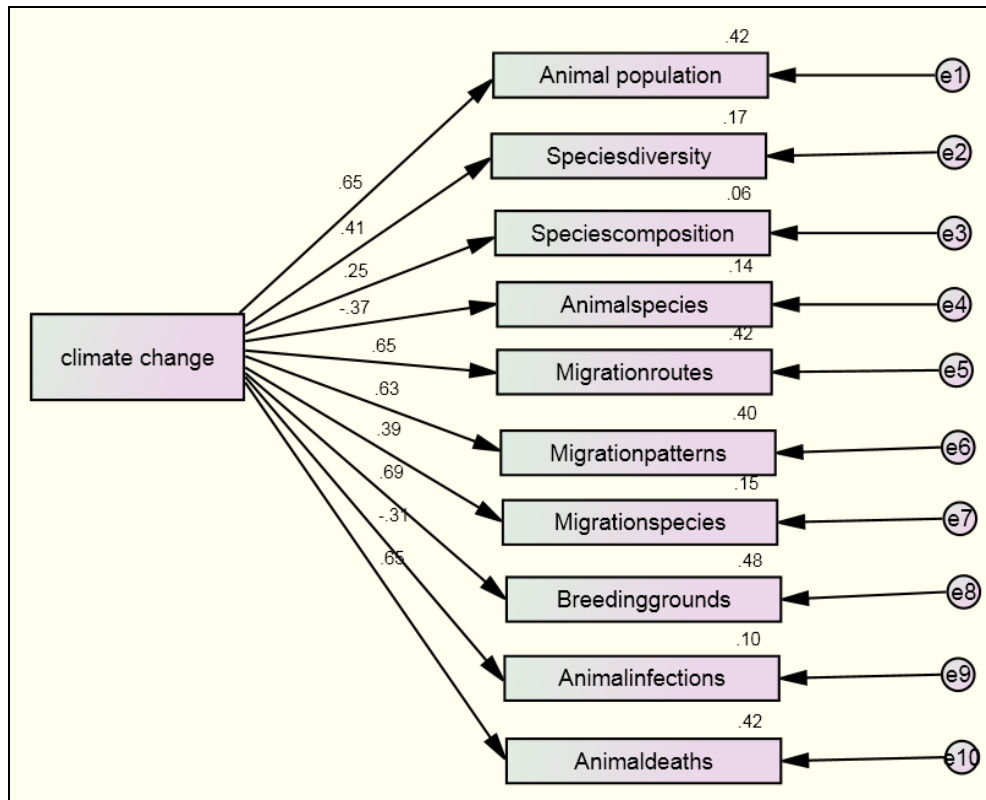 .42
Animal population
e1
.17
Speciesdiversity
e2
.65
.06
.41
Speciescomposition
e3
.25
.14
-.37
Animalspecies
e4
.42
climate change
.65
Migrationroutes
e5
.63
.40
.39
Migrationpatterns
e6
.69
.15
-.31
Migrationspecies
e7
.65
.48
Breedinggrounds
e8
.10
Animalinfections
e9
.42
Animaldeaths
e10